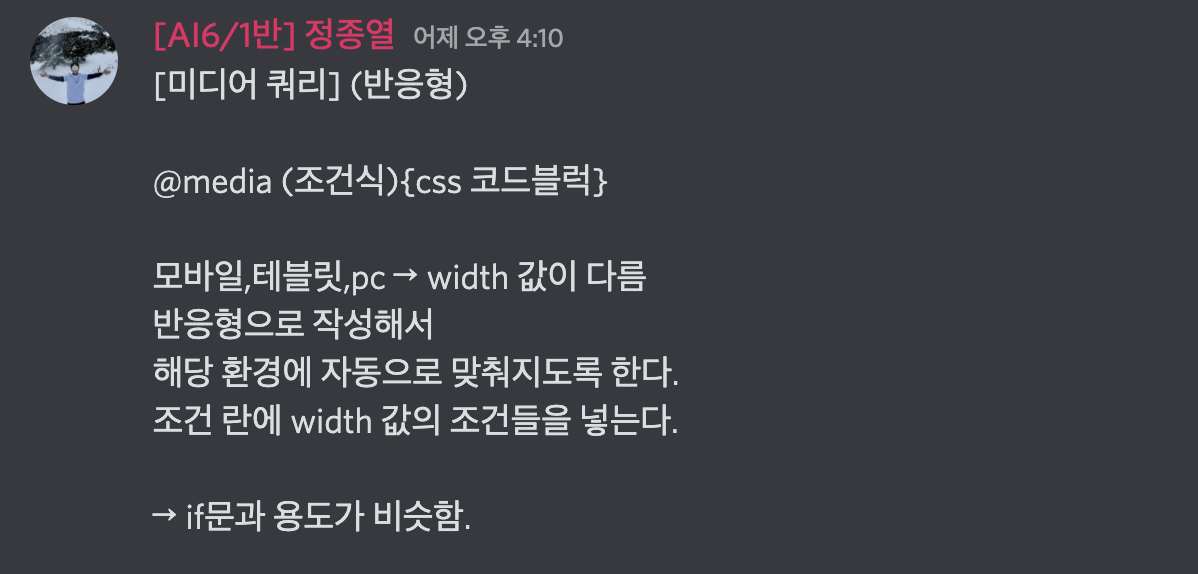 [AI6/1반] 정종열 어제 오후 4:10
[미디어 쿼리] (반응형)
@media (조건식){css 코드블럭}
모바일,테블릿,pc → width 값이 다름
반응형으로 작성해서
해당 환경에 자동으로 맞춰지도록 한다.
조건 란에 width 값의 조건들을 넣는다.
→ if문과 용도가 비슷함.